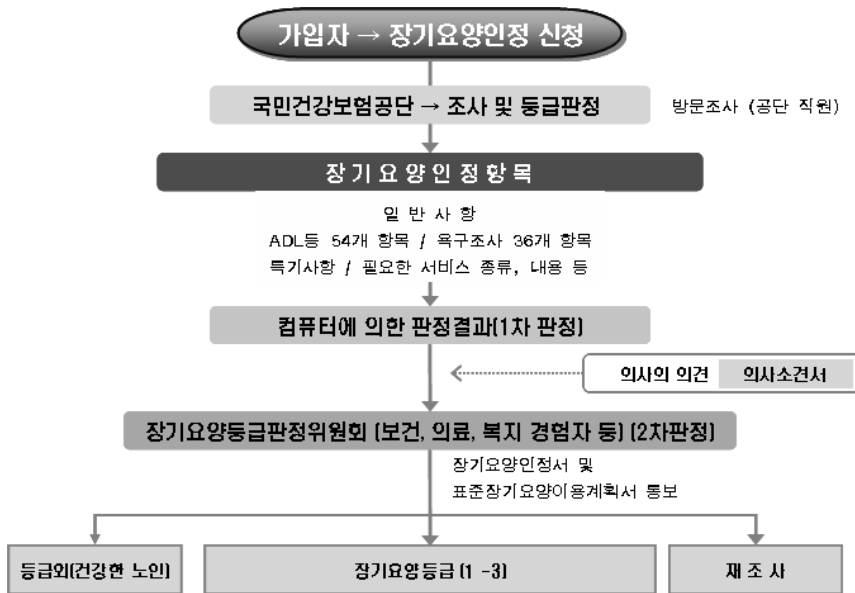 가입자 → 장기요양인정 신청
국민건강보험공단 → 조사 및 등급판정
방문조사 (공단 직원)
장기요양인정항목
일반사항
ADL등 54개 항목 / 욕구조사 36개 항목
특기사항 / 필요한 서비스 종류, 내용 등
컴퓨터에 의한 판정결과(1차 판정)
의사의 의견 의사소견서
장기요양등급판정위원회 (보건, 의료, 복지 경험자 등) (2차판정)
장기요양인정서 및
표준장기요양이용계획서 통보
등급외(건강한 노인)
장기요양등급 (1 -3)
재조사